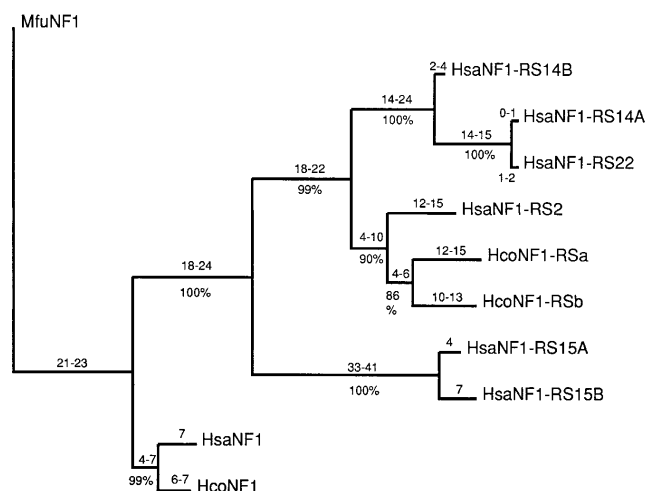 MfuNF1
2-4
HsaNF1-RS14B
14-24
100%
0-1
HsaNF1-RS14A
14-15
100%
HsaNF1-RS22
1-2
18-22
99%
12-15
HsaNF1-RS2
4-10
90%
12-15
HcoNF1-RSa
4-6
86
%
10-13
HcoNF1-RSb
18-24
100%
4
HsaNF1-RS15A
33-41
100%
7
HsaNF1-RS15B
21-23
7
HsaNF1
4-7
99%
6-7
HcoNF1